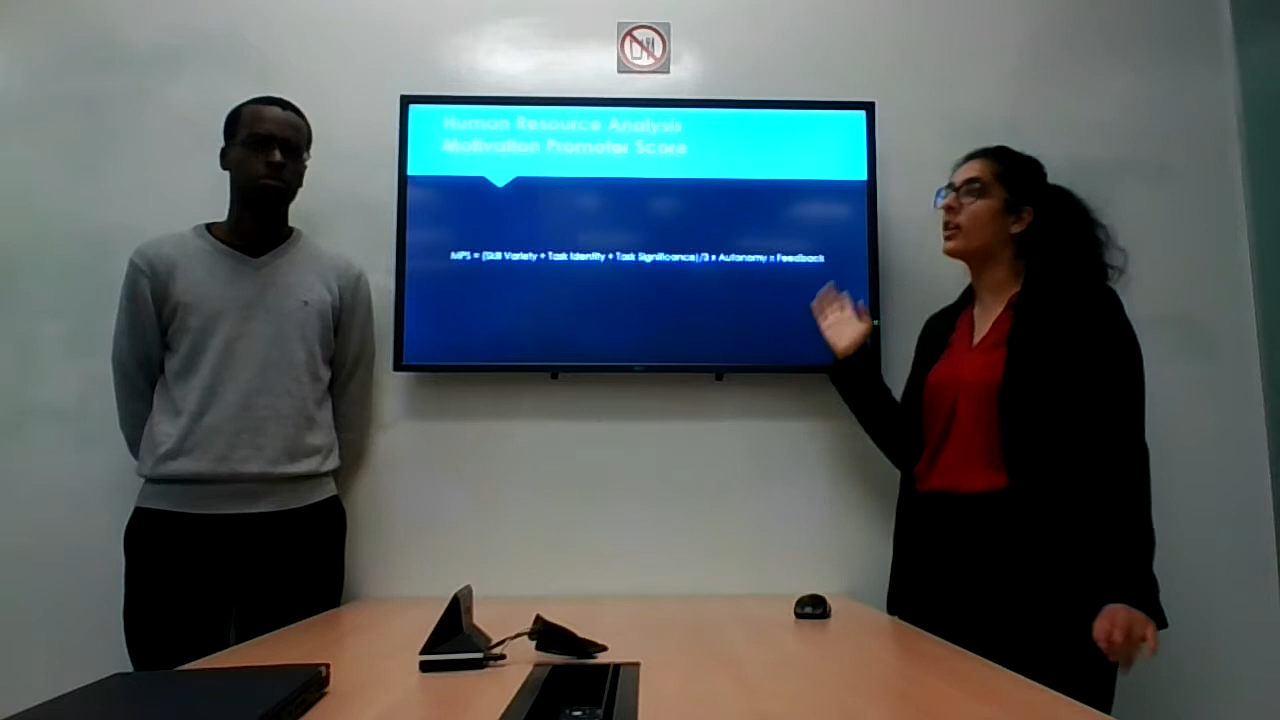 Human Resource Analysis
Motivation Promoter Score
MPS = (Skill Variety + Task Identity + Task Significance)/3 x Autonomy x Feedback